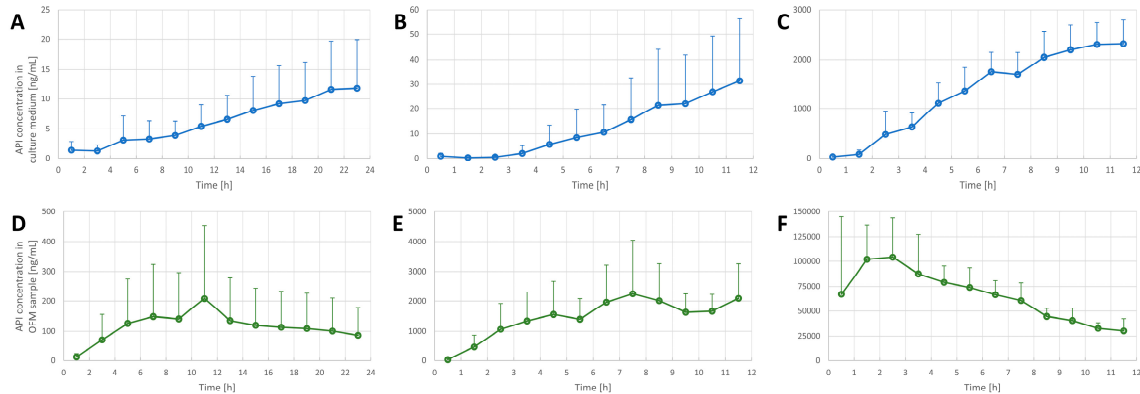 A
API concentration in
culture medium [ng/mL]
25
20
15
10
5
0
0 2 4 6 8 10 12 14 16 18 20 22 24
Time [h]
B
60
50
40
30
20
10
0
0 1 2 3 4 5 6 7 8 9 10 11 12
Time [h]
C
3000
2000
1000
0
0 1 2 3 4 5 6 7 8 9 10 11 12
Time [h]
D
API concentration in
OFM sample [ng/mL]
500
400
300
200
100
0
0 2 4 6 8 10 12 14 16 18 20 22 24
Time [h]
E
5000
4000
3000
2000
1000
0
0 1 2 3 4 5 6 7 8 9 10 11 12
Time [h]
F
150000
125000
100000
75000
50000
25000
0
0 1 2 3 4 5 6 7 8 9 10 11 12
Time [h]